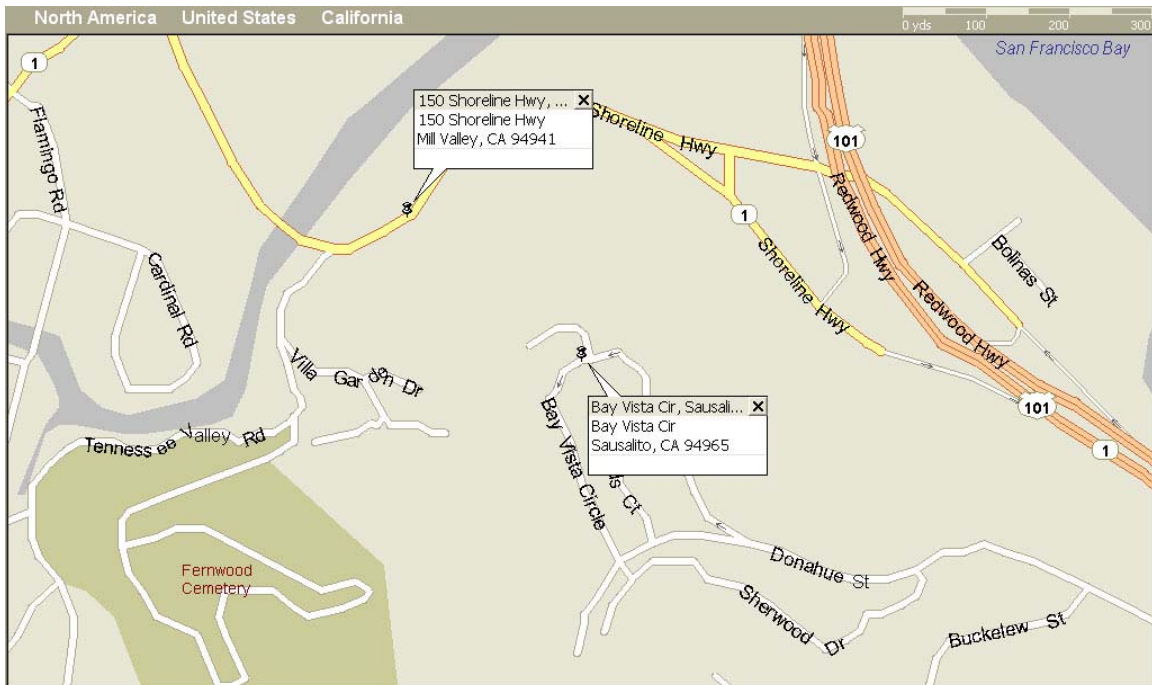 North America United States California
0 yds 100 200 300
San Francisco Bay
1
150 Shoreline Hwy, ...
150 Shoreline Hwy
Mill Valley, CA 94941
Shoreline Hwy
101
Flamingo Rd
Redwood Hwy
1
Bolinas St
Cardinal Rd
Shoreline Hwy
Redwood Hwy
Villa Garden Dr
Bay Vista Cir, Sausali...
Bay Vista Cir
Sausalito, CA 94965
101
1
Tennessee Valley Rd
Bay Vista Circle
Ct
Donahue St
Fernwood
Cemetery
Sherwood Dr
Buckelew St